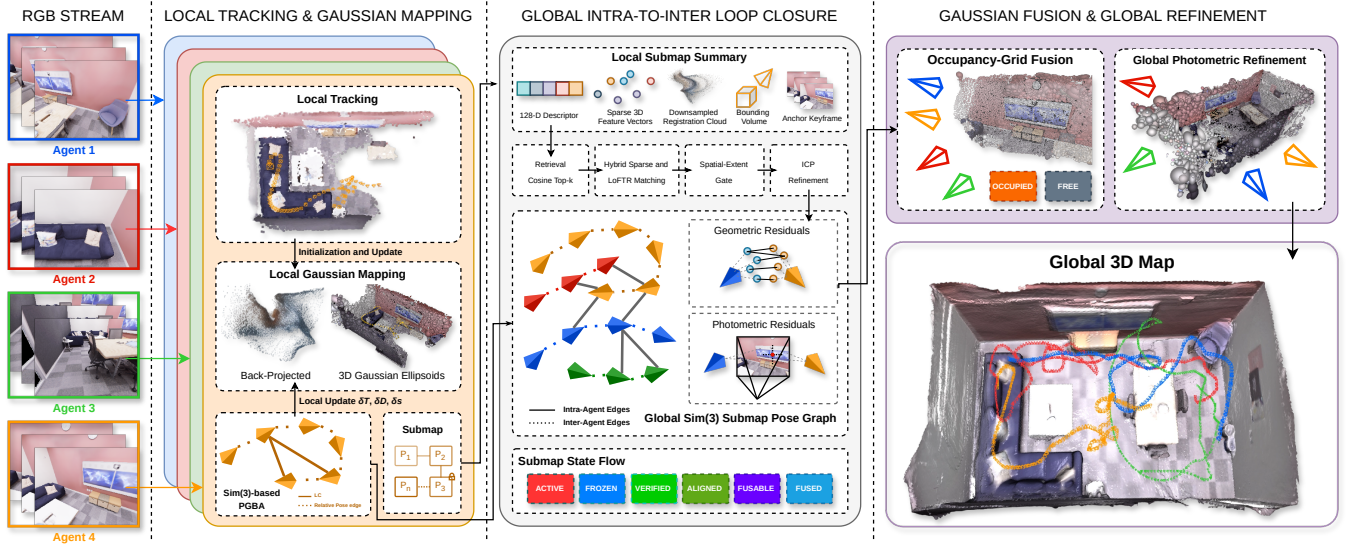 RGB STREAM
LOCAL TRACKING & GAUSSIAN MAPPING
GLOBAL INTRA-TO-INTER LOOP CLOSURE
GAUSSIAN FUSION & GLOBAL REFINEMENT
Agent 1
Agent 2
Agent 3
Agent 4
Local Tracking
Initialization and Update
Local Gaussian Mapping
Back-Projected
3D Gaussian Ellipsoids
Local Update δT, δD, δs
Sim(3)-based
PGBA
LC
Relative Pose edge
Submap
P1
P2
Pn
P3
Local Submap Summary
128-D Descriptor
Sparse 3D
Feature Vectors
Downsampled
Registration Cloud
Bounding
Volume
Anchor Keyframe
Retrieval
Cosine Top-k
Hybrid Sparse and
LoFTR Matching
Spatial-Extent
Gate
ICP
Refinement
Geometric Residuals
Photometric Residuals
Intra-Agent Edges
Inter-Agent Edges
Global Sim(3) Submap Pose Graph
Submap State Flow
ACTIVE
FROZEN
VERIFIED
ALIGNED
FUSABLE
FUSED
Occupancy-Grid Fusion
OCCUPIED
FREE
Global Photometric Refinement
Global 3D Map